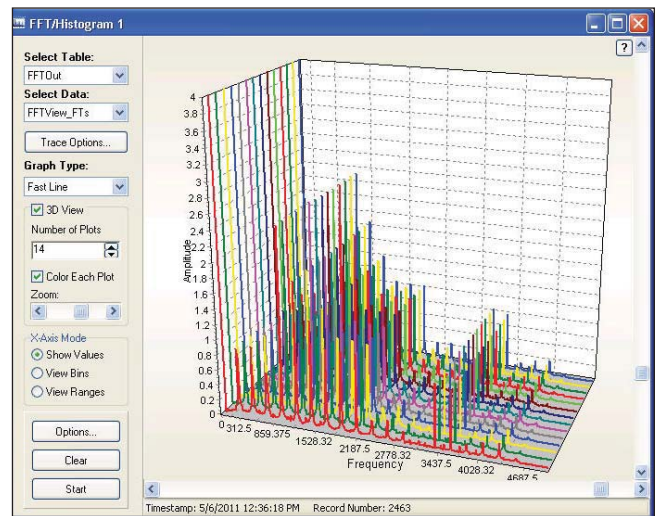 FFT/Histogram 1
Select Table:
FFTOut
Select Data:
FFTView_FTs
Trace Options...
Graph Type:
Fast Line
3D View
Number of Plots
14
Color Each Plot
Zoom:
X-Axis Mode
Show Values
View Bins
View Ranges
Options...
Clear
Start
?
4
3.8
3.6
3.4
3.2
3
2.8
2.6
2.4
2.2
2
1.8
1.6
1.4
1.2
1
0.8
0.6
0.4
0.2
0
Amplitude
0 312.5 859.375 1528.32 2187.5 2778.32 3437.5 4028.32 4687.5
Frequency
Timestamp: 5/6/2011 12:36:18 PM Record Number: 2463